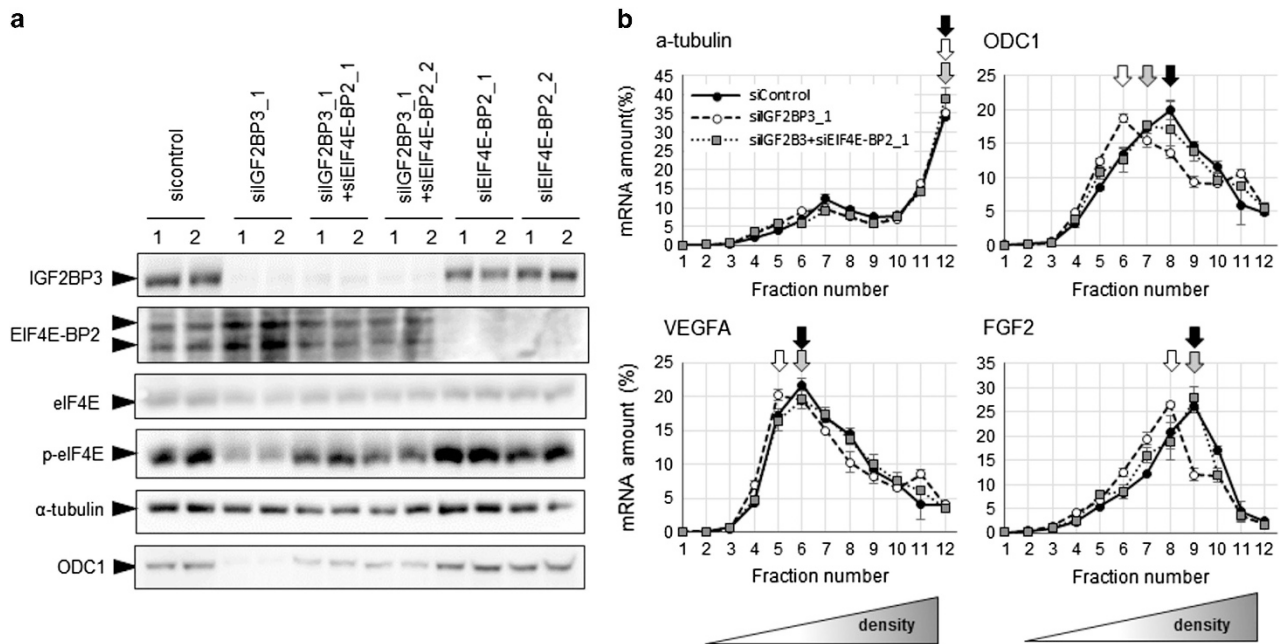 a
sicontrol
siIGF2BP3_1
siIGF2BP3_1
+siEIF4E-BP2_1
siIGF2BP3_1
+siEIF4E-BP2_2
siEIF4E-BP2_1
siEIF4E-BP2_2
1 2 1 2 1 2 1 2 1 2 1 2
IGF2BP3
EIF4E-BP2
eIF4E
p-eIF4E
α-tubulin
ODC1
b
a-tubulin
mRNA amount(%)
45
40
35
30
25
20
15
10
5
0
siControl
siIGF2BP3_1
siIGF2B3+siEIF4E-BP2_1
1 2 3 4 5 6 7 8 9 10 11 12
Fraction number
ODC1
25
20
15
10
5
0
1 2 3 4 5 6 7 8 9 10 11 12
Fraction number
VEGFA
mRNA amount (%)
25
20
15
10
5
0
1 2 3 4 5 6 7 8 9 10 11 12
Fraction number
density
FGF2
35
30
25
20
15
10
5
0
1 2 3 4 5 6 7 8 9 10 11 12
Fraction number
density